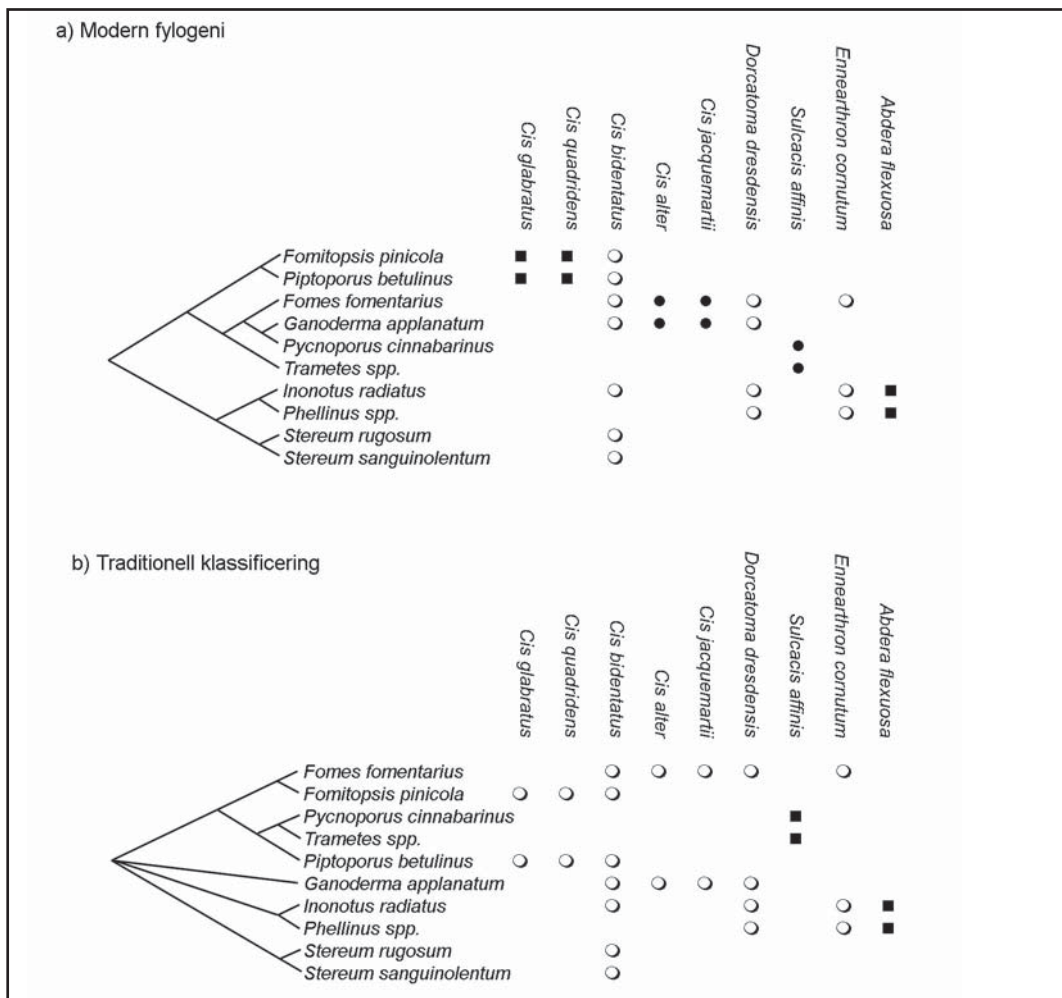 a) Modern fylogeni
Cis glabratus
Cis quadridens
Cis bidentatus
Cis alter
Cis jacquemartii
Dorcatoma dresdensis
Sulcacis affinis
Ennearthron cornutum
Abdera flexuosa
Fomitopsis pinicola
Piptoporus betulinus
Fomes fomentarius
Ganoderma applanatum
Pycnoporus cinnabarinus
Trametes spp.
Inonotus radiatus
Phellinus spp.
Stereum rugosum
Stereum sanguinolentum
b) Traditionell klassificering
Cis glabratus
Cis quadridens
Cis bidentatus
Cis alter
Cis jacquemartii
Dorcatoma dresdensis
Sulcacis affinis
Ennearthron cornutum
Abdera flexuosa
Fomes fomentarius
Fomitopsis pinicola
Pycnoporus cinnabarinus
Trametes spp.
Piptoporus betulinus
Ganoderma applanatum
Inonotus radiatus
Phellinus spp.
Stereum rugosum
Stereum sanguinolentum